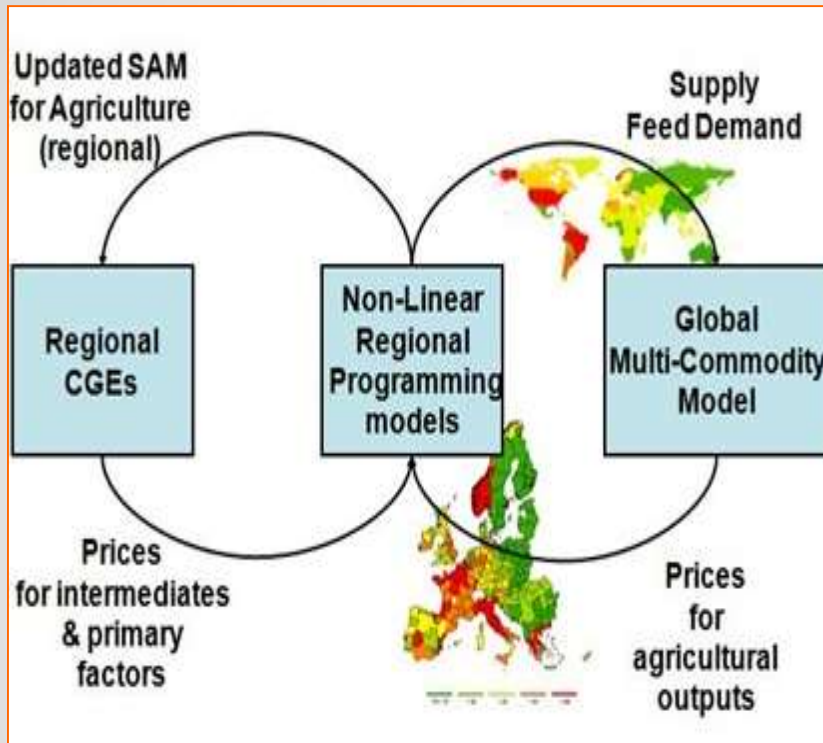 Updated SAM
for Agriculture
(regional)
Supply
Feed Demand
Regional
CGEs
Non-Linear
Regional
Programming
models
Global
Multi-Commodity
Model
Prices
for intermediates
& primary
factors
Prices
for
agricultural
outputs